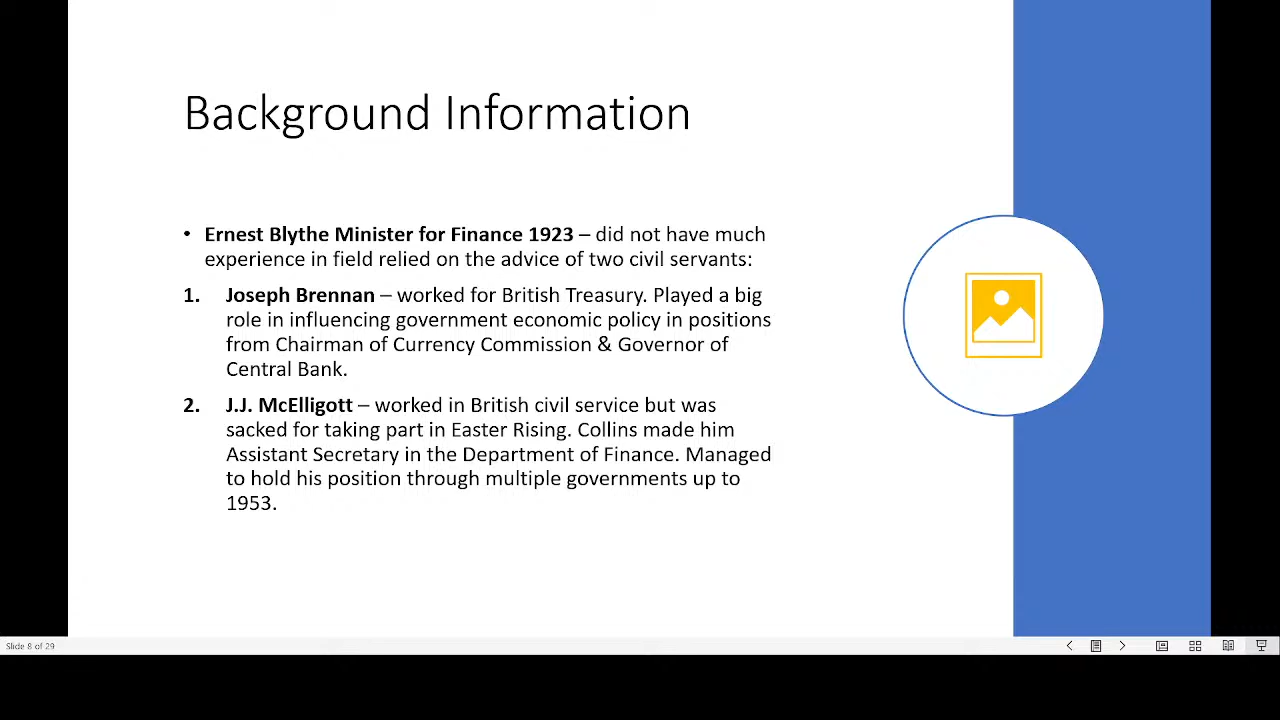 Background Information
• Ernest Blythe Minister for Finance 1923 – did not have much
experience in field relied on the advice of two civil servants:
1. Joseph Brennan – worked for British Treasury. Played a big
role in influencing government economic policy in positions
from Chairman of Currency Commission & Governor of
Central Bank.
2. J.J. McElligott – worked in British civil service but was
sacked for taking part in Easter Rising. Collins made him
Assistant Secretary in the Department of Finance. Managed
to hold his position through multiple governments up to
1953.
Slide 8 of 29